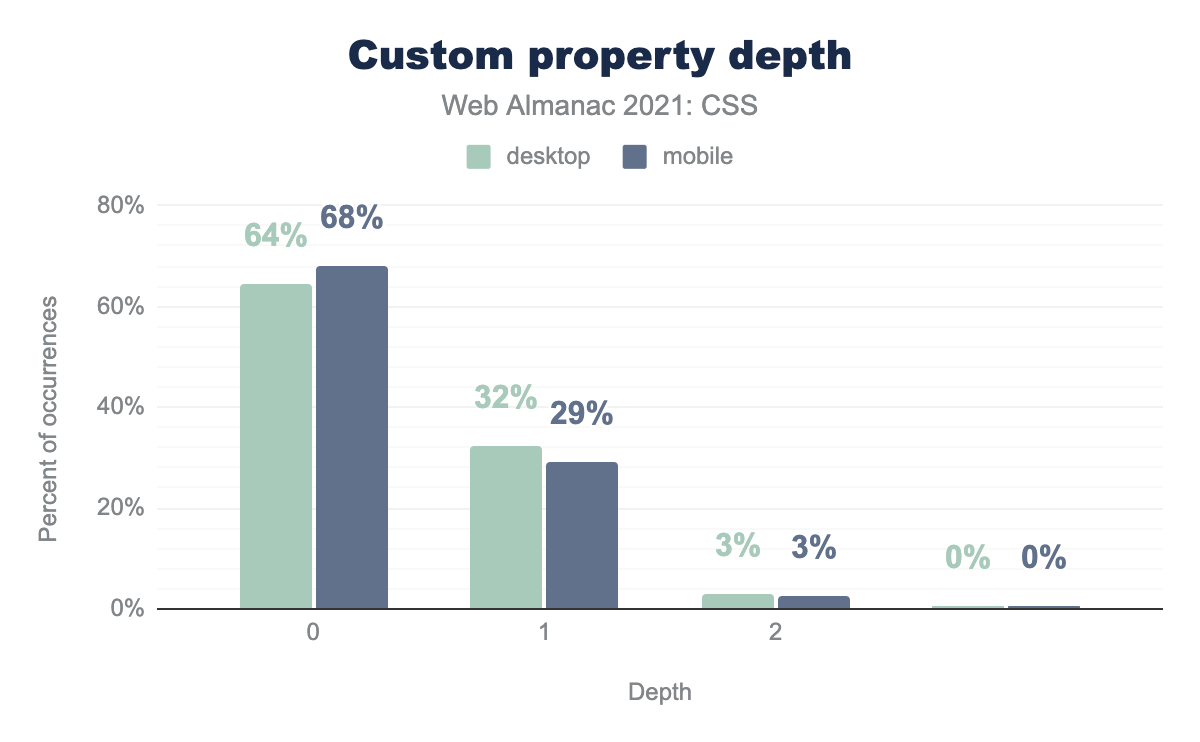 Custom property depth
Web Almanac 2021: CSS
desktop mobile
80%
60%
40%
20%
0%
Percent of occurrences
64% 68%
32% 29%
3% 3%
0% 0%
0 1 2
Depth